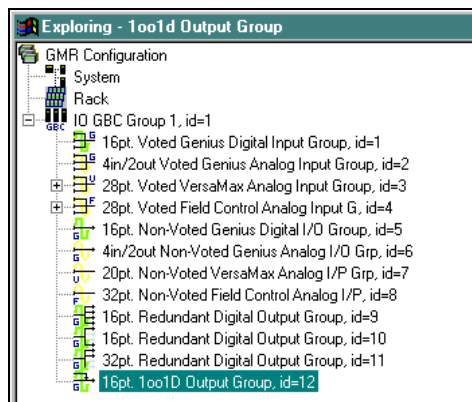 Exploring - 1oo1d Output Group
GMR Configuration
System
Rack
GBC IO GBC Group 1, id=1
G 16pt. Voted Genius Digital Input Group, id=1
G 4in/2out Voted Genius Analog Input Group, id=2
U 28pt. Voted VersaMax Analog Input Group, id=3
F 28pt. Voted Field Control Analog Input G, id=4
G 16pt. Non-Voted Genius Digital I/O Group, id=5
G 4in/2out Non-Voted Genius Analog I/O Grp, id=6
U 20pt. Non-Voted VersaMax Analog I/P Grp, id=7
F 32pt. Non-Voted Field Control Analog I/P, id=8
G 16pt. Redundant Digital Output Group, id=9
G 16pt. Redundant Digital Output Group, id=10
G 32pt. Redundant Digital Output Group, id=11
G 16pt. 1oo1D Output Group, id=12